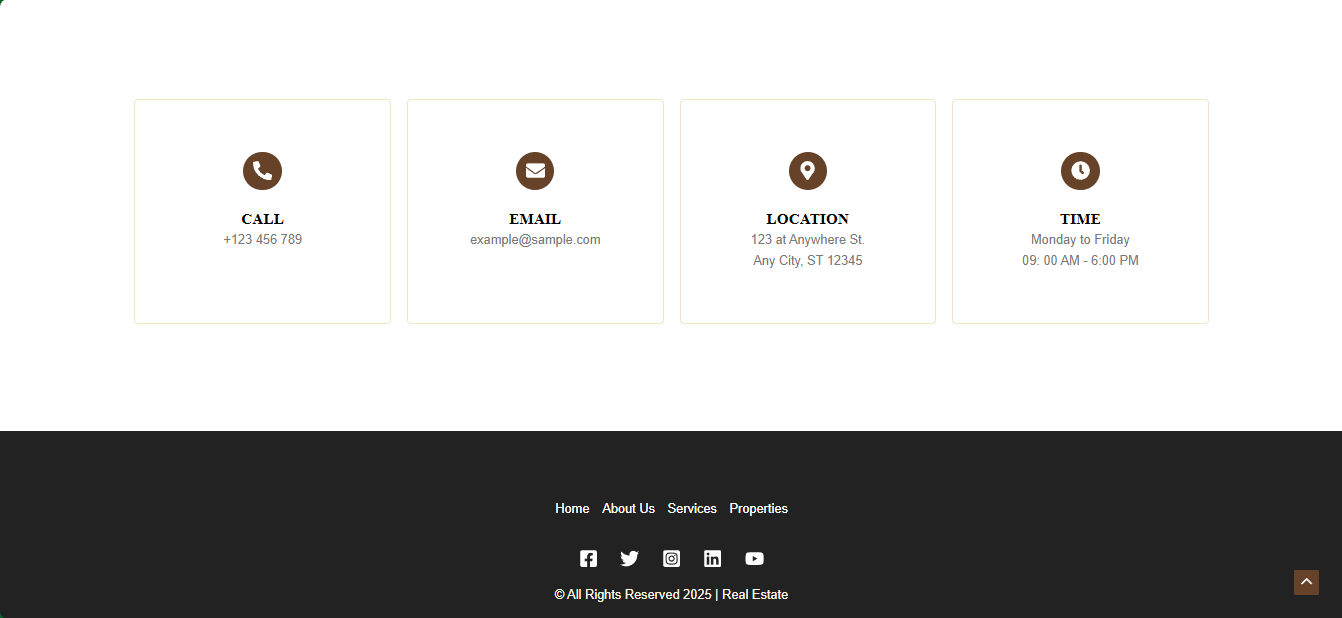 CALL
+123 456 789
EMAIL
example@sample.com
LOCATION
123 at Anywhere St.
Any City, ST 12345
TIME
Monday to Friday
09: 00 AM - 6:00 PM
Home About Us Services Properties
© All Rights Reserved 2025 | Real Estate